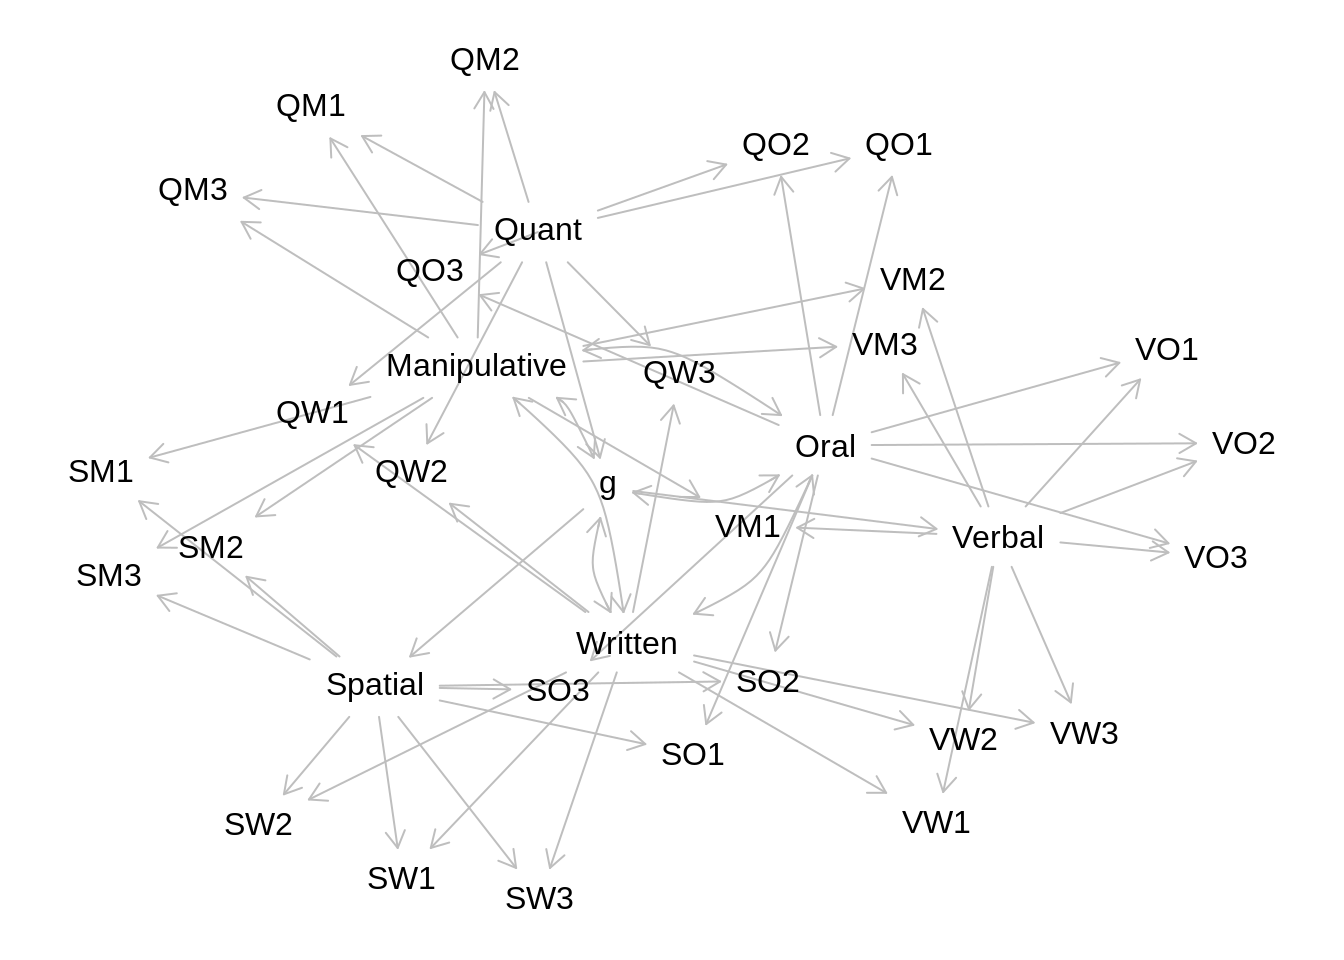 QM2
QM1
QO2
QO1
QM3
Quant
QO3
VM2
VM3
VO1
Manipulative
QW3
QW1
VO2
Oral
SM1
QW2
g
VM1
Verbal
SM2
VO3
SM3
Written
SO2
Spatial
SO3
VW3
VW2
SO1
VW1
SW2
SW1
SW3